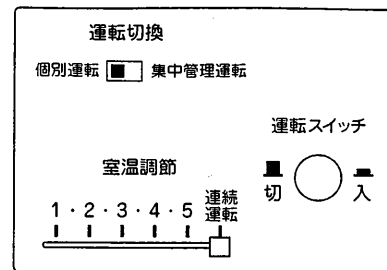 運転切換
個別運転 集中管理運転
運転スイッチ
切 入
室温調節
1・2・3・4・5 連続
運転